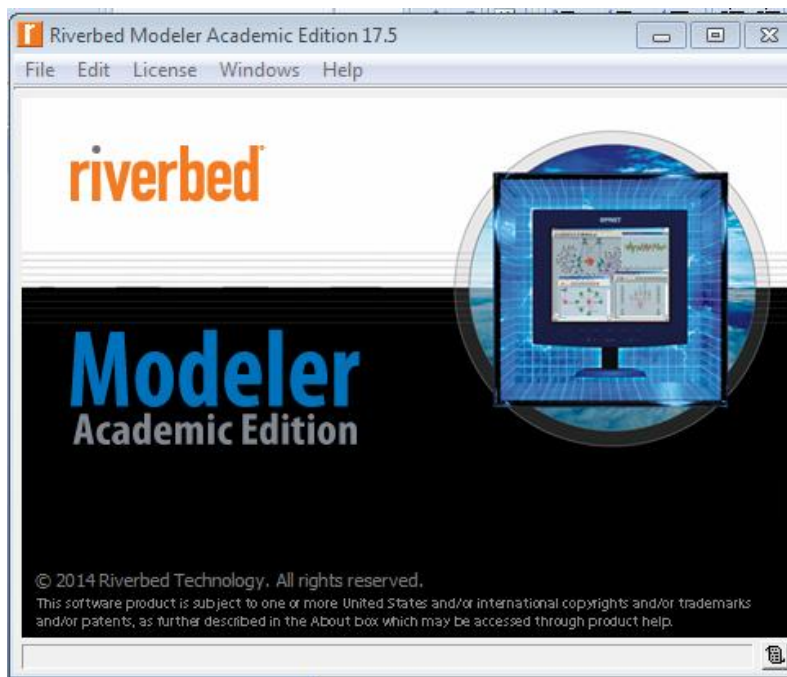 Riverbed Modeler Academic Edition 17.5
File Edit License Windows Help
riverbed
OPNET
Modeler
Academic Edition
© 2014 Riverbed Technology. All rights reserved.
This software product is subject to one or more United States and/or international copyrights and/or trademarks
and/or patents, as further described in the About box which may be accessed through product help.